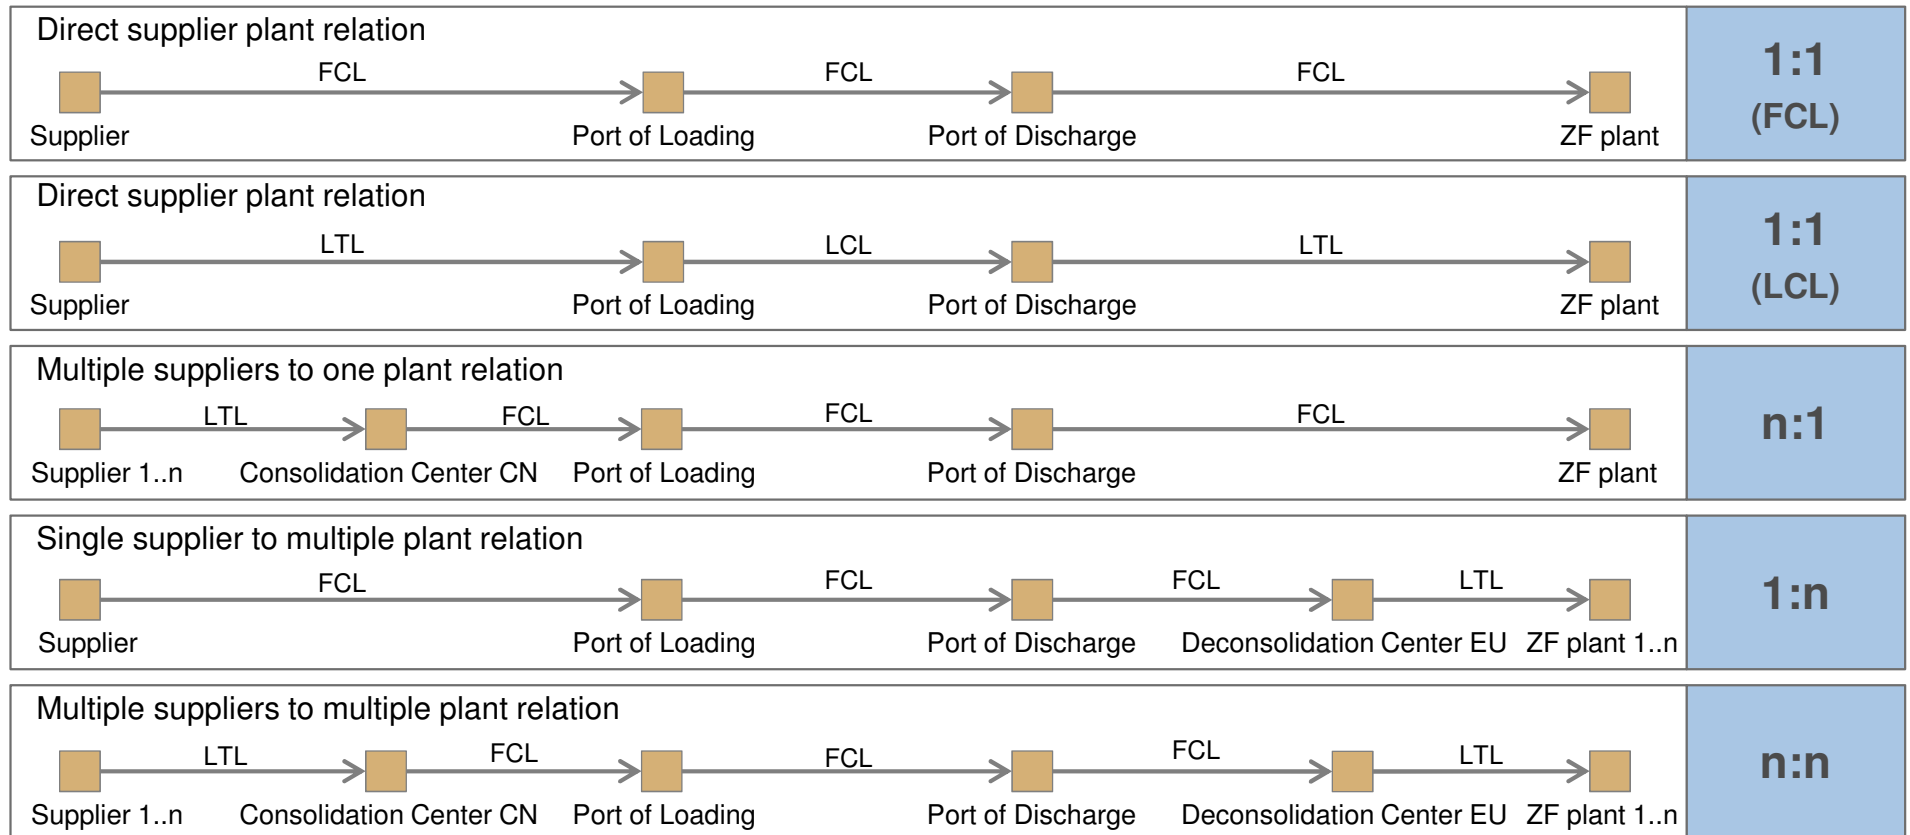 Direct supplier plant relation
FCL FCL FCL
Supplier Port of Loading Port of Discharge ZF plant
1:1
(FCL)
Direct supplier plant relation
LTL LCL LTL
Supplier Port of Loading Port of Discharge ZF plant
1:1
(LCL)
Multiple suppliers to one plant relation
LTL FCL FCL FCL
Supplier 1..n Consolidation Center CN Port of Loading Port of Discharge ZF plant
n:1
Single supplier to multiple plant relation
FCL FCL FCL LTL
Supplier Port of Loading Port of Discharge Deconsolidation Center EU ZF plant 1..n
1:n
Multiple suppliers to multiple plant relation
LTL FCL FCL FCL LTL
Supplier 1..n Consolidation Center CN Port of Loading Port of Discharge Deconsolidation Center EU ZF plant 1..n
n:n